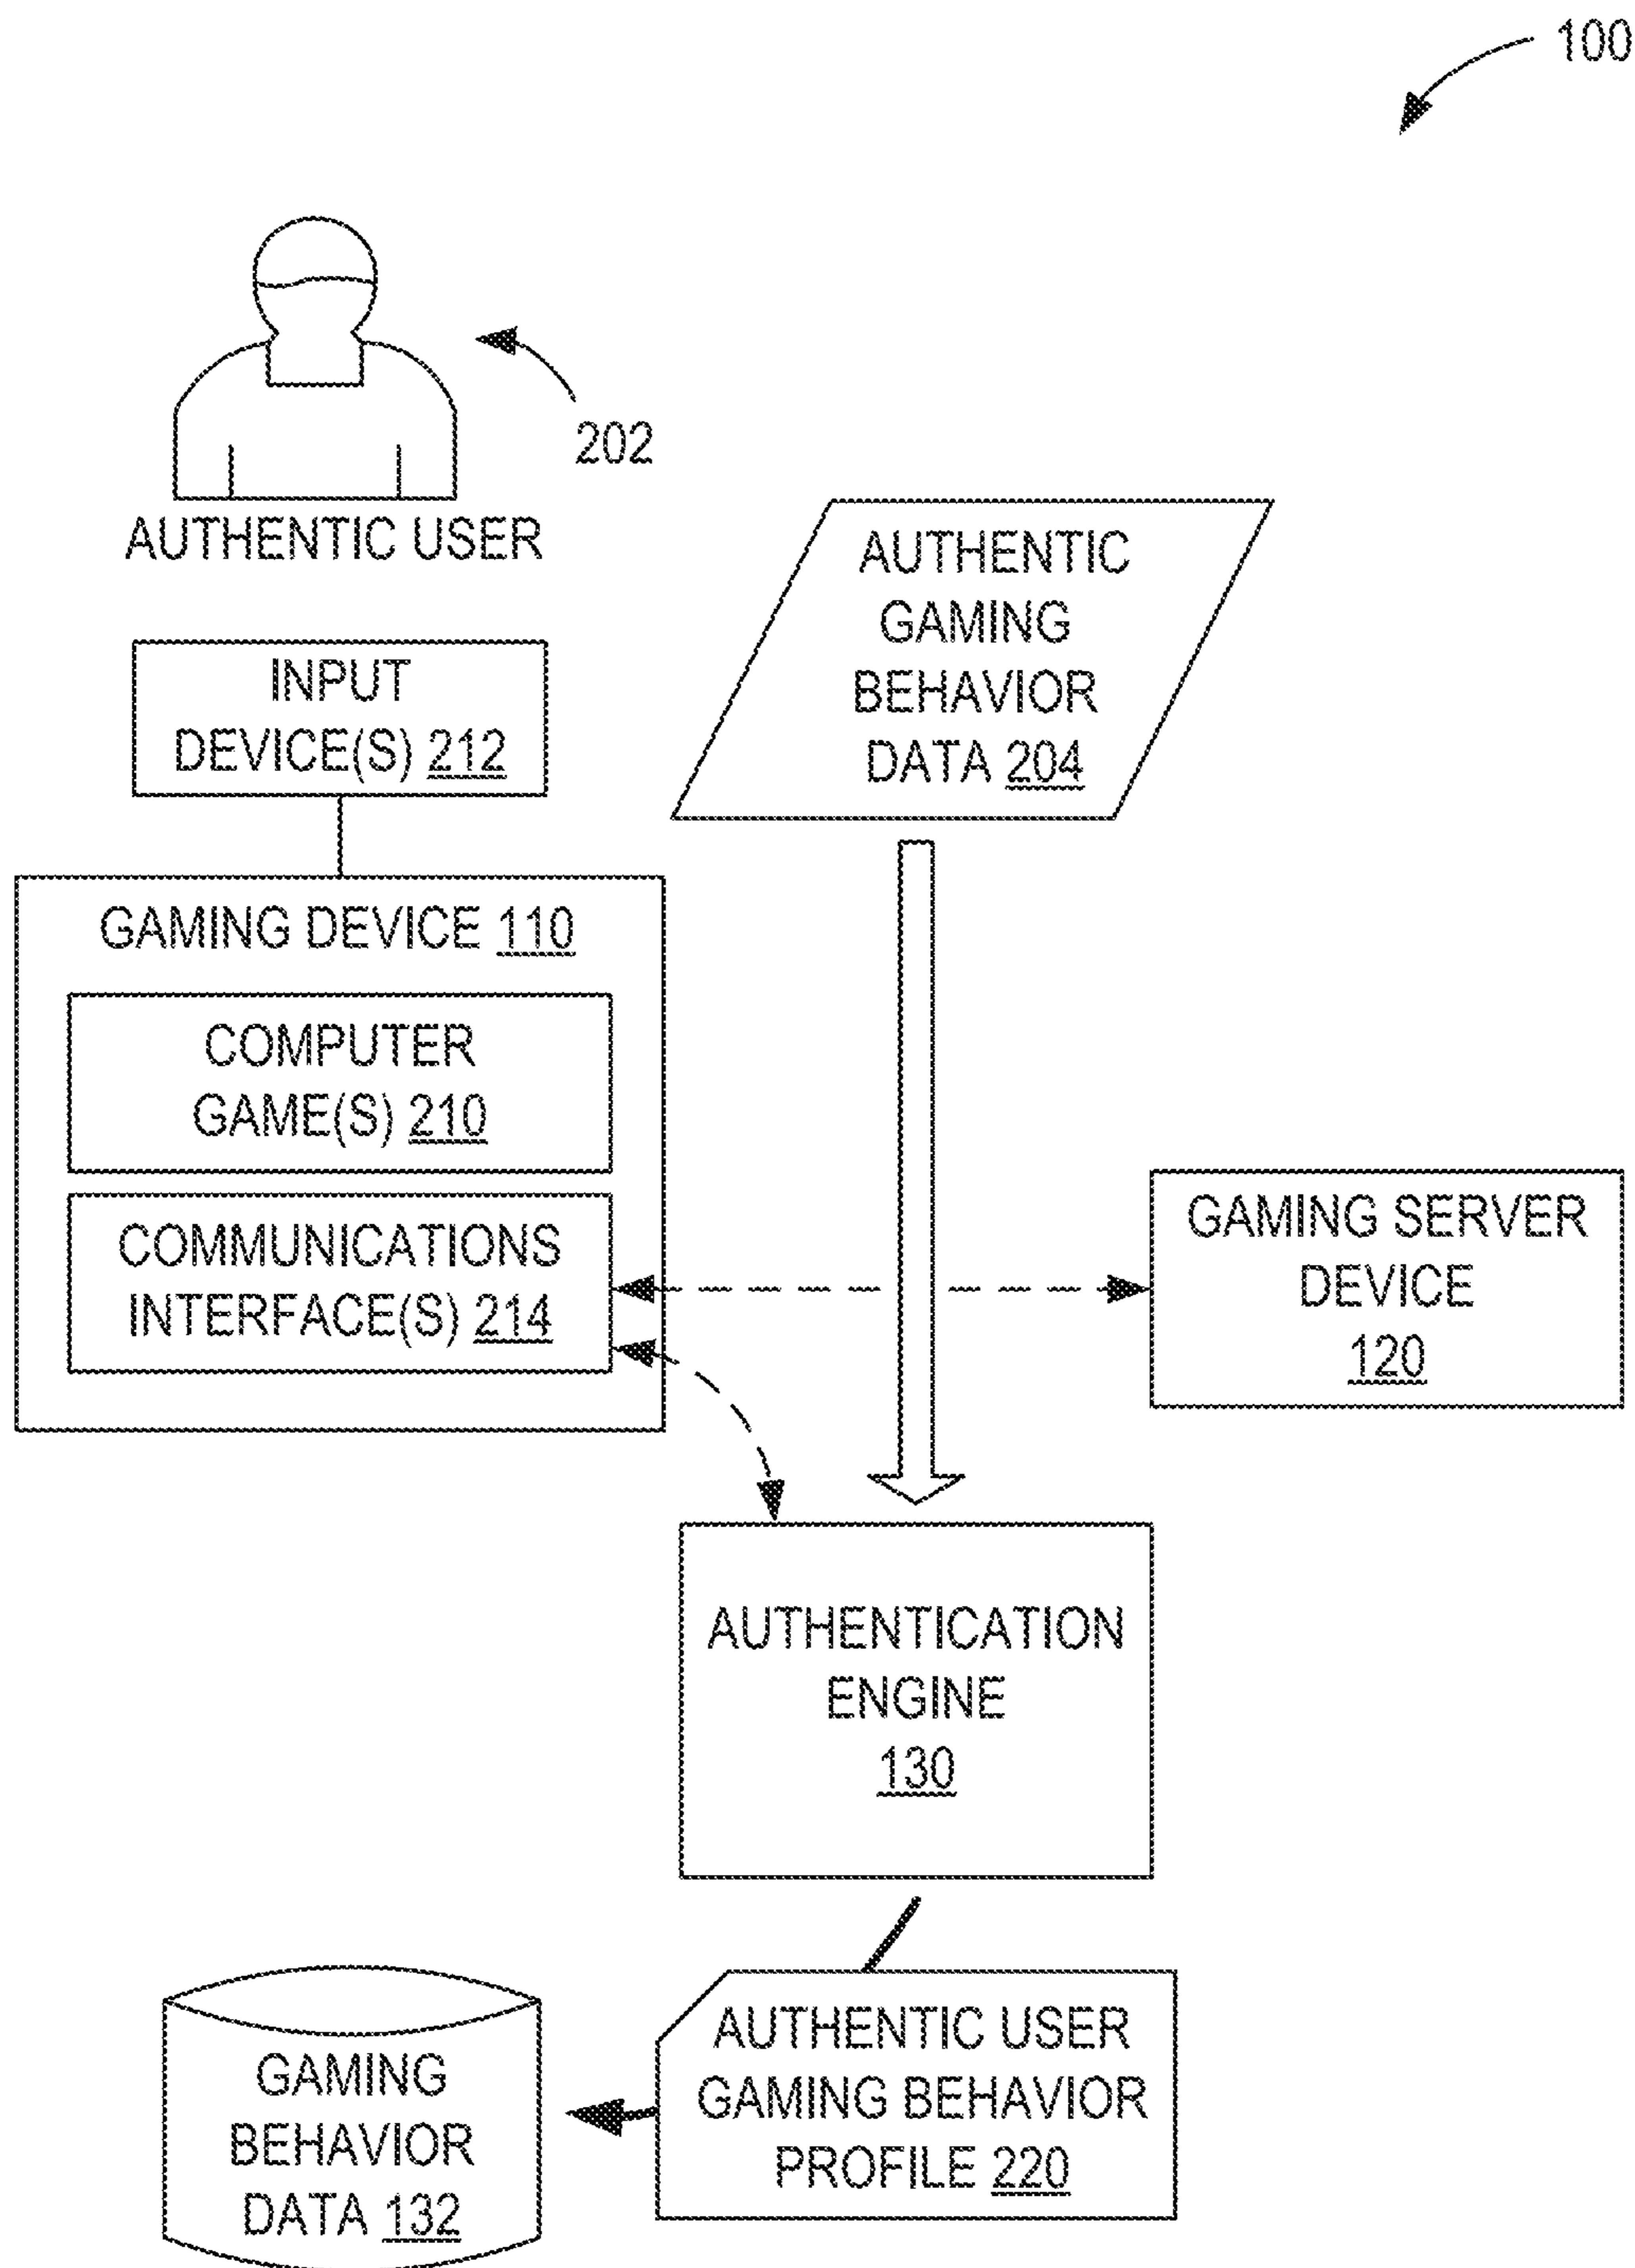 100
202
AUTHENTIC USER
AUTHENTIC
GAMING
BEHAVIOR
DATA 204
INPUT
DEVICE(S) 212
GAMING DEVICE 110
COMPUTER
GAME(S) 210
COMMUNICATIONS
INTERFACE(S) 214
GAMING SERVER
DEVICE
120
AUTHENTICATION
ENGINE
130
AUTHENTIC USER
GAMING BEHAVIOR
PROFILE 220
GAMING
BEHAVIOR
DATA 132